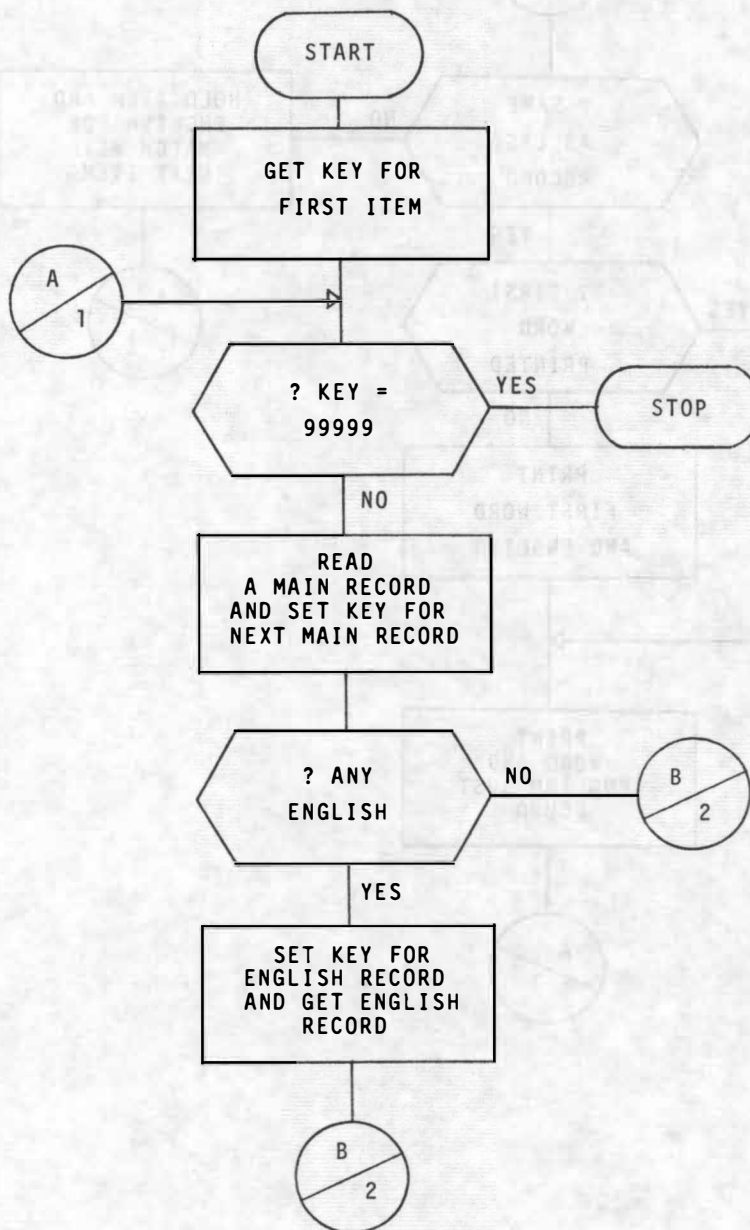 START
GET KEY FOR
FIRST ITEM
A
1
? KEY =
99999
YES
STOP
NO
READ
A MAIN RECORD
AND SET KEY FOR
NEXT MAIN RECORD
? ANY
ENGLISH
NO
B
2
YES
SET KEY FOR
ENGLISH RECORD
AND GET ENGLISH
RECORD
B
2